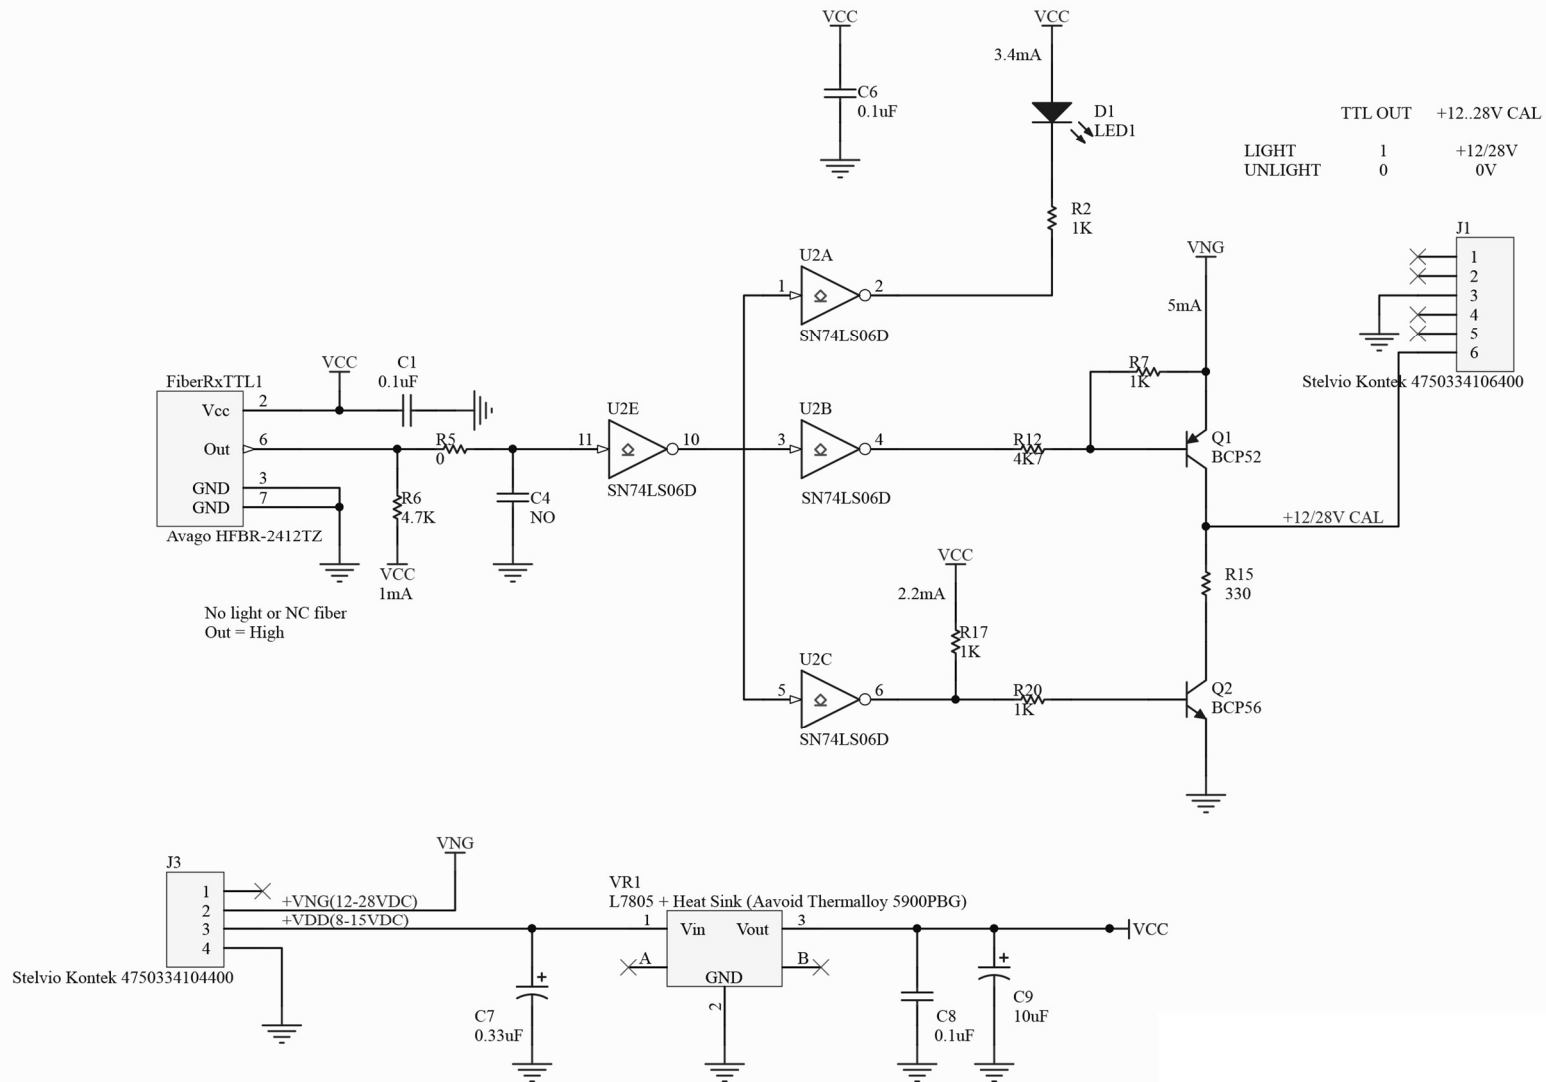 VCC
VCC
3.4mA
C6
0.1uF
D1
LED1
TTL OUT +12..28V CAL
LIGHT 1 +12/28V
UNLIGHT 0 0V
R2
1K
J1
1
2
3
4
5
6
Stelvio Kontek 4750334106400
VNG
5mA
U2A
1 2
SN74LS06D
R7
1K
FiberRxTTL1
VCC
C1
0.1uF
Vcc 2
Out 6
GND 3
GND 7
Avago HFBR-2412TZ
R5
0
R6
4.7K
VCC
1mA
C4
NO
U2E
11 10
SN74LS06D
U2B
3 4
SN74LS06D
R12
4K7
Q1
BCP52
+12/28V CAL
No light or NC fiber
Out = High
VCC
2.2mA
R17
1K
R15
330
U2C
5 6
SN74LS06D
R20
1K
Q2
BCP56
J3
1
2
3
4
VNG
+VNG(12-28VDC)
+VDD(8-15VDC)
Stelvio Kontek 4750334104400
VR1
L7805 + Heat Sink (Aavoid Thermalloy 5900PBG)
1 Vin Vout 3
A B
GND
2
VCC
+
C7
0.33uF
C8
0.1uF
+
C9
10uF